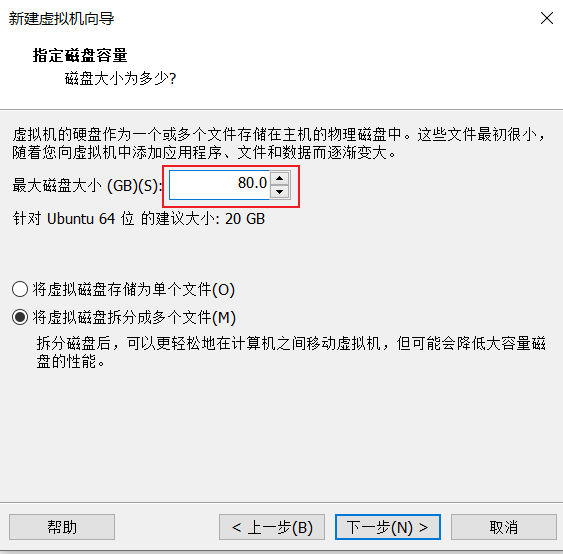 新建虚拟机向导
指定磁盘容量
磁盘大小为多少?
虚拟机的硬盘作为一个或多个文件存储在主机的物理磁盘中。这些文件最初很小，
随着您向虚拟机中添加应用程序、文件和数据而逐渐变大。
最大磁盘大小 (GB)(S): 80.0
针对 Ubuntu 64 位 的建议大小: 20 GB
将虚拟磁盘存储为单个文件(O)
将虚拟磁盘拆分成多个文件(M)
拆分磁盘后，可以更轻松地在计算机之间移动虚拟机，但可能会降低大容量磁
盘的性能。
帮助 < 上一步(B) 下一步(N) > 取消